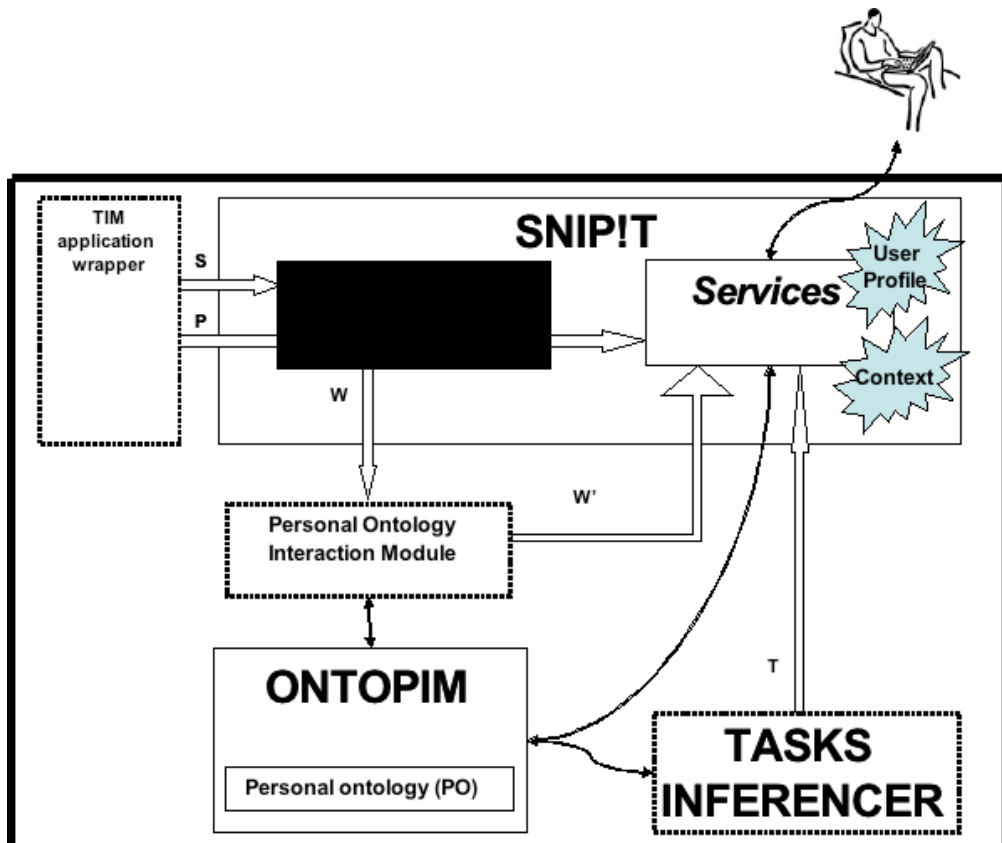 TIM
application
wrapper
S
P
SNIP!T
Services
User
Profile
Context
W
W'
Personal Ontology
Interaction Module
ONTOPIM
Personal ontology (PO)
T
TASKS
INFERENCER